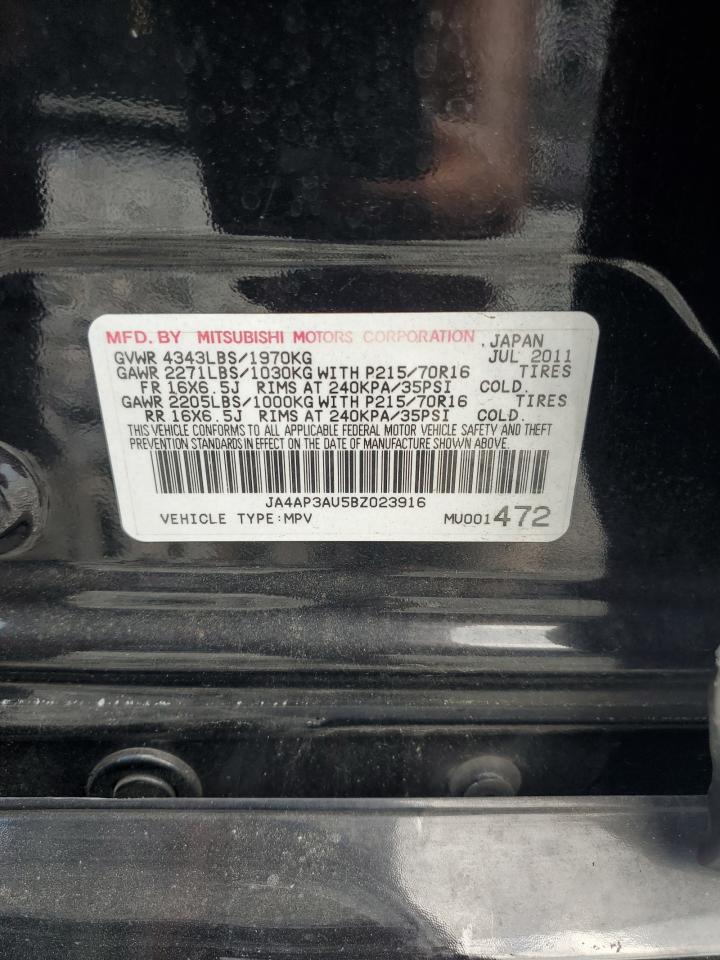 MFD. BY MITSUBISHI MOTORS CORPORATION , JAPAN
GVWR 4343LBS/1970KG JUL 2011
GAWR 2271LBS/1030KG WITH P215/70R16 TIRES
FR 16X6.5J RIMS AT 240KPA/35PSI COLD.
GAWR 2205LBS/1000KG WITH P215/70R16 TIRES
RR 16X6.5J RIMS AT 240KPA/35PSI COLD.
THIS VEHICLE CONFORMS TO ALL APPLICABLE FEDERAL MOTOR VEHICLE SAFETY AND THEFT
PREVENTION STANDARDS IN EFFECT ON THE DATE OF MANUFACTURE SHOWN ABOVE.
JA4AP3AU5BZ023916
VEHICLE TYPE:MPV MU001472